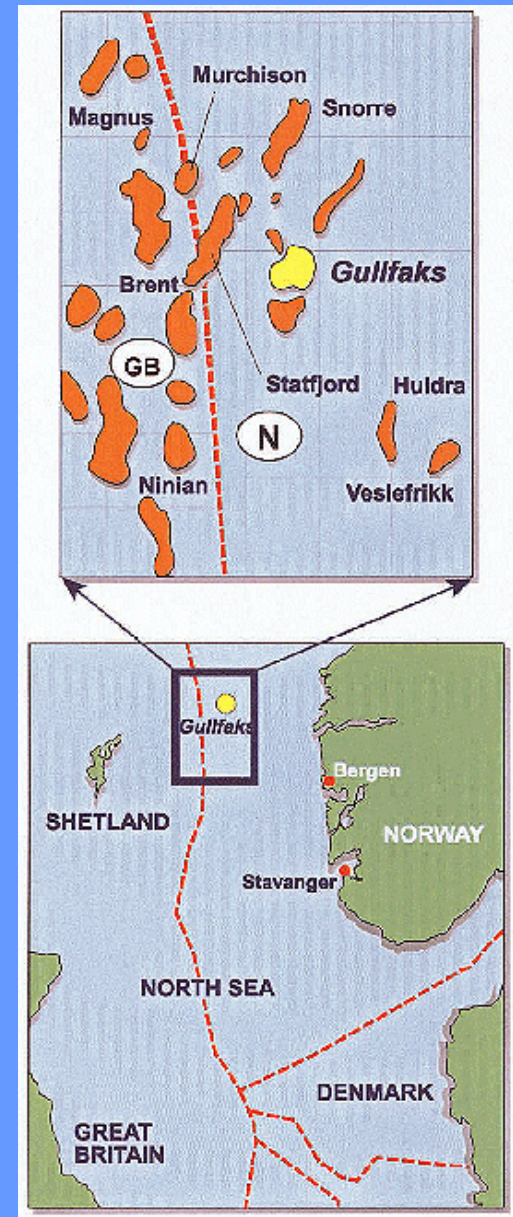 Murchison
Magnus
Snorre
Gullfaks
Brent
GB
Statfjord
Huldra
N
Ninian
Veslefrikk
Gullfaks
Bergen
SHETLAND
NORWAY
Stavanger
NORTH SEA
DENMARK
GREAT
BRITAIN